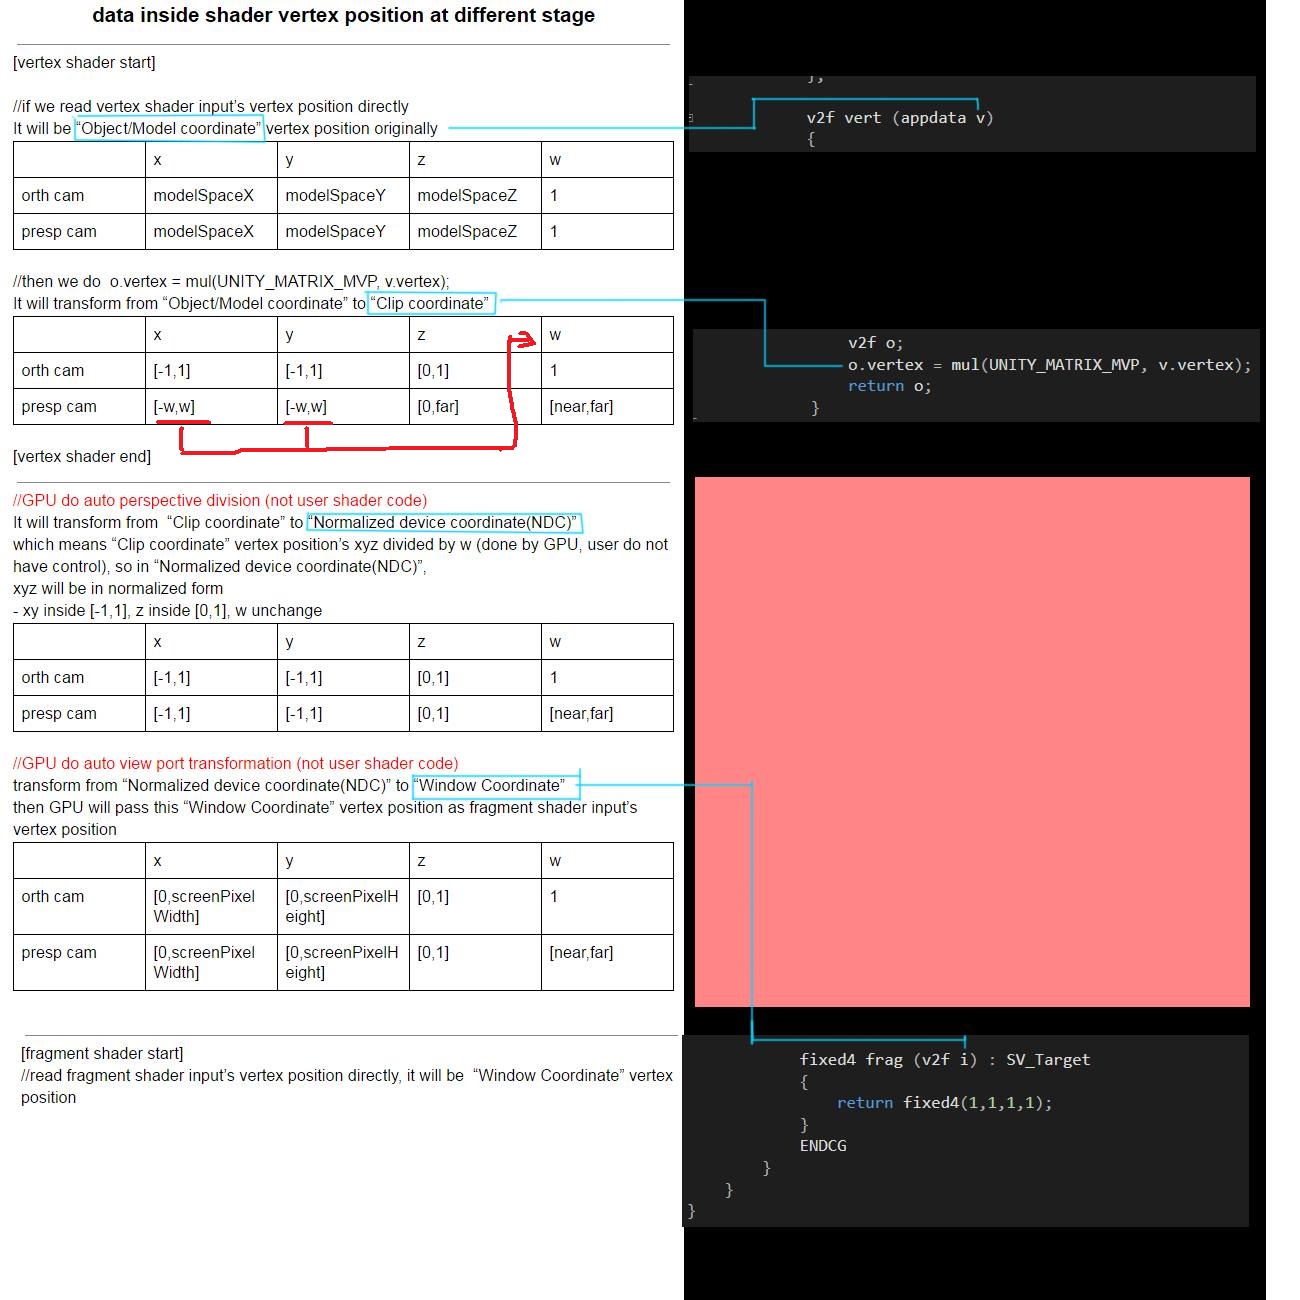 data inside shader vertex position at different stage
[vertex shader start]
//if we read vertex shader input’s vertex position directly
It will be “Object/Model coordinate” vertex position originally
x y z w
orth cam modelSpaceX modelSpaceY modelSpaceZ 1
presp cam modelSpaceX modelSpaceY modelSpaceZ 1
//then we do  o.vertex = mul(UNITY_MATRIX_MVP, v.vertex);
It will transform from “Object/Model coordinate” to “Clip coordinate”
x y z w
orth cam [-1,1] [-1,1] [0,1] 1
presp cam [-w,w] [-w,w] [0,far] [near,far]
[vertex shader end]
//GPU do auto perspective division (not user shader code)
It will transform from  “Clip coordinate” to “Normalized device coordinate(NDC)”
which means “Clip coordinate” vertex position’s xyz divided by w (done by GPU, user do not
have control), so in “Normalized device coordinate(NDC)”,
xyz will be in normalized form
- xy inside [-1,1], z inside [0,1], w unchange
x y z w
orth cam [-1,1] [-1,1] [0,1] 1
presp cam [-1,1] [-1,1] [0,1] [near,far]
//GPU do auto view port transformation (not user shader code)
transform from “Normalized device coordinate(NDC)” to “Window Coordinate”
then GPU will pass this “Window Coordinate” vertex position as fragment shader input’s
vertex position
x y z w
orth cam [0,screenPixel [0,screenPixelH [0,1] 1
Width] eight]
presp cam [0,screenPixel [0,screenPixelH [0,1] [near,far]
Width] eight]
[fragment shader start]
//read fragment shader input’s vertex position directly, it will be  “Window Coordinate” vertex
position
};
v2f vert (appdata v)
{
v2f o;
o.vertex = mul(UNITY_MATRIX_MVP, v.vertex);
return o;
}
fixed4 frag (v2f i) : SV_Target
{
return fixed4(1,1,1,1);
}
ENDCG
}
}
}